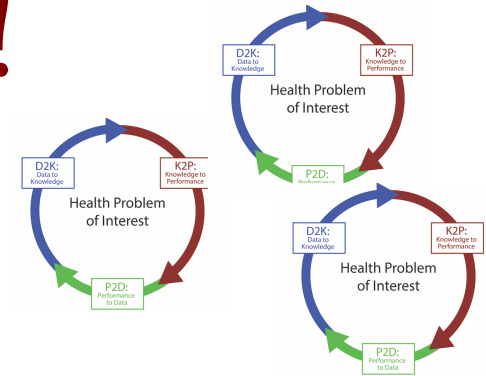 !
D2K:
Data to
Knowledge
K2P:
Knowledge to
Performance
Health Problem
of Interest
P2D:
Performance
D2K:
Data to
Knowledge
K2P:
Knowledge to
Performance
Health Problem
of Interest
P2D:
Performance
to Data
D2K:
Data to
Knowledge
K2P:
Knowledge to
Performance
Health Problem
of Interest
P2D:
Performance
to Data